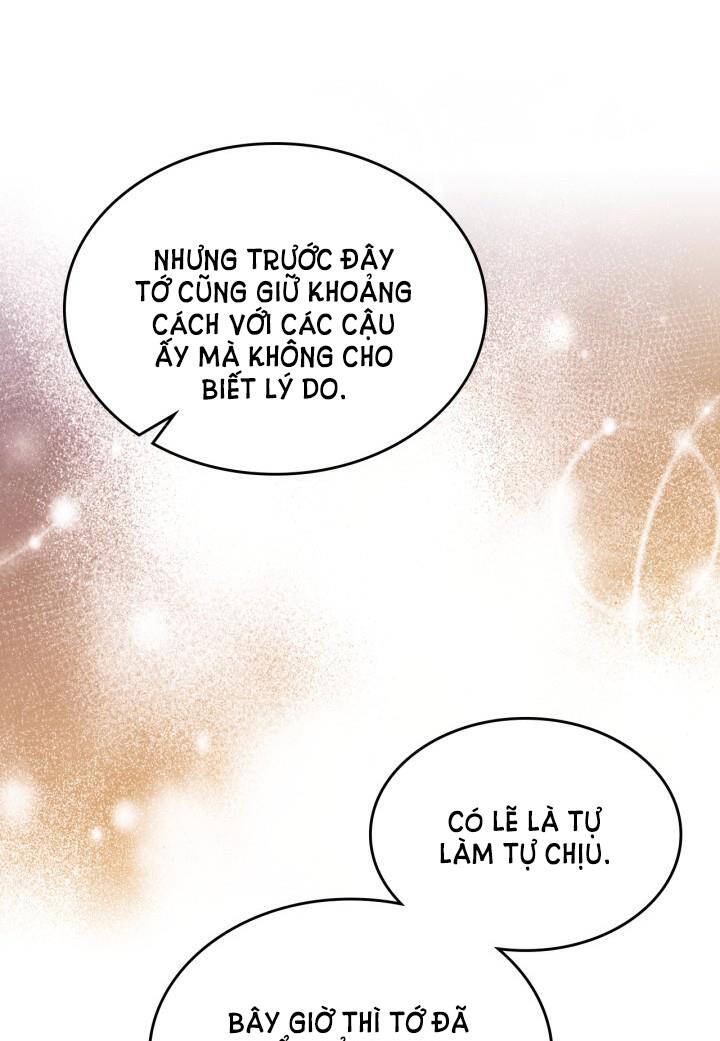 NHƯNG TRƯỚC ĐÂY
TỚ CŨNG GIỮ KHOẢNG
CÁCH VỚI CÁC CẬU
ẤY MÀ KHÔNG CHO
BIẾT LÝ DO.
CÓ LẼ LÀ TỰ
LÀM TỰ CHỊU.
BÂY GIỜ THÌ TỚ ĐÃ